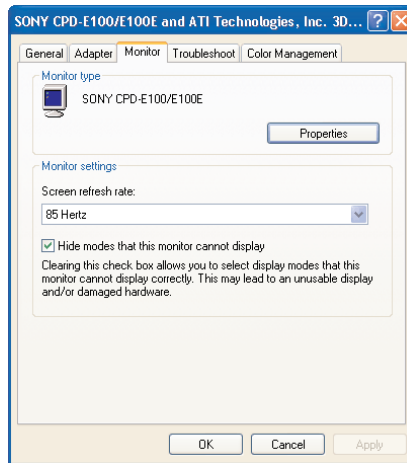 SONY CPD-E100/E100E and ATI Technologies, Inc. 3D...
General Adapter Monitor Troubleshoot Color Management
Monitor type
SONY CPD-E100/E100E
Properties
Monitor settings
Screen refresh rate:
85 Hertz
Hide modes that this monitor cannot display
Clearing this check box allows you to select display modes that this
monitor cannot display correctly. This may lead to an unusable display
and/or damaged hardware.
OK Cancel Apply